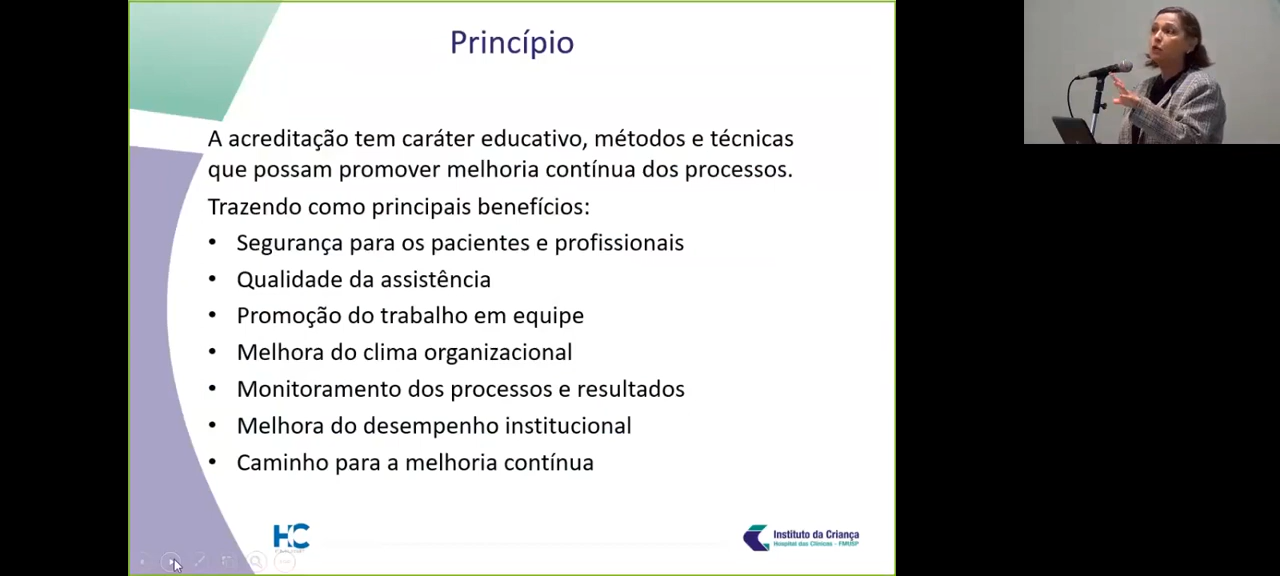 Princípio
A acreditação tem caráter educativo, métodos e técnicas
que possam promover melhoria contínua dos processos.
Trazendo como principais benefícios:
• Segurança para os pacientes e profissionais
• Qualidade da assistência
• Promoção do trabalho em equipe
• Melhora do clima organizacional
• Monitoramento dos processos e resultados
• Melhora do desempenho institucional
• Caminho para a melhoria contínua
HC
Instituto da Criança
Hospital das Clínicas - FMUSP